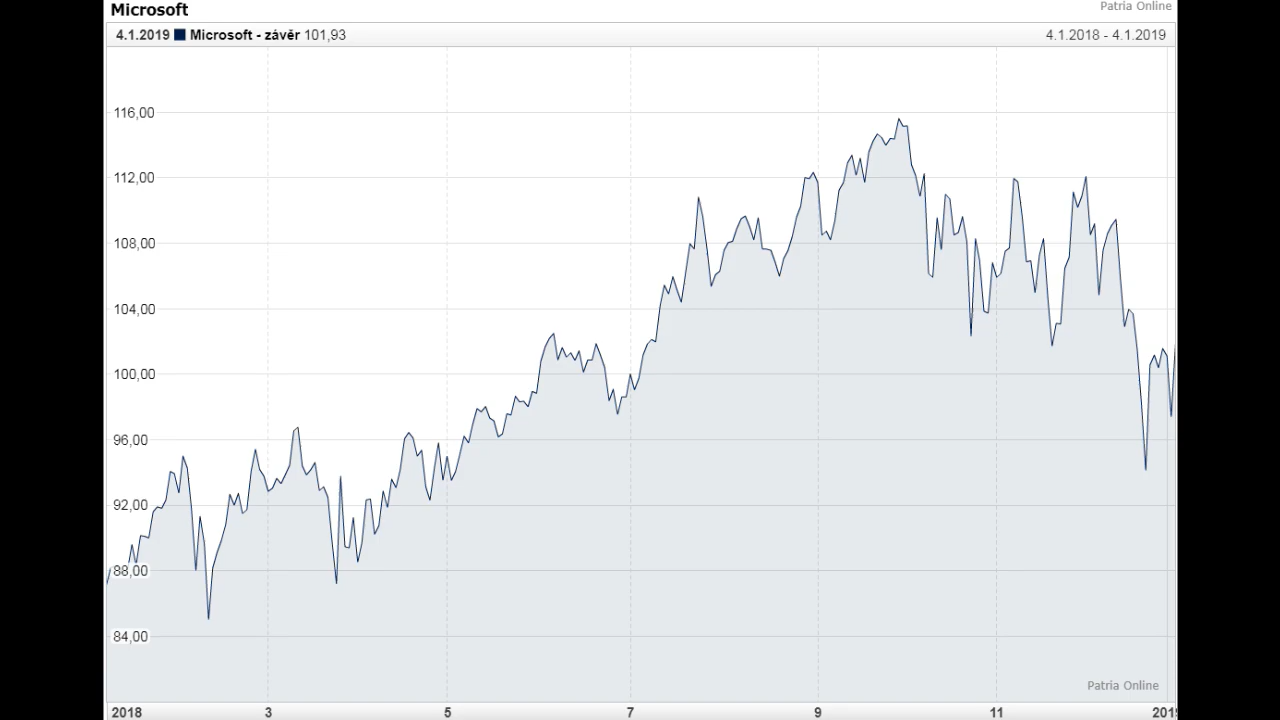 Microsoft
Patria Online
4.1.2019 Microsoft - závěr 101,93
4.1.2018 - 4.1.2019
116,00
112,00
108,00
104,00
100,00
96,00
92,00
88,00
84,00
Patria Online
2018 3 5 7 9 11 2019